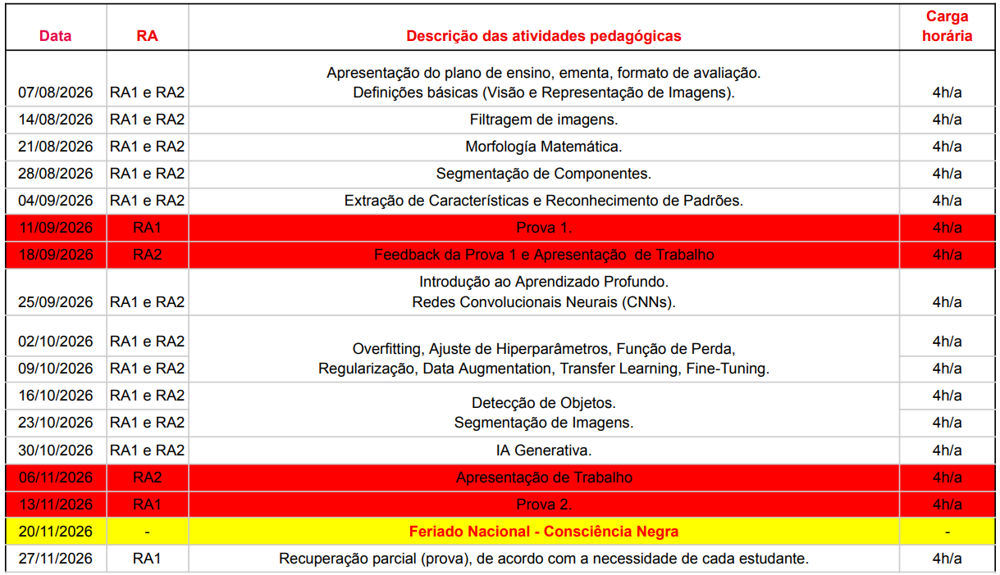 Data RA Descrição das atividades pedagógicas Carga horária
Apresentação do plano de ensino, ementa, formato de avaliação.
07/08/2026 RA1 e RA2 Definições básicas (Visão e Representação de Imagens). 4h/a
14/08/2026 RA1 e RA2 Filtragem de imagens. 4h/a
21/08/2026 RA1 e RA2 Morfología Matemática. 4h/a
28/08/2026 RA1 e RA2 Segmentação de Componentes. 4h/a
04/09/2026 RA1 e RA2 Extração de Características e Reconhecimento de Padrões. 4h/a
11/09/2026 RA1 Prova 1. 4h/a
18/09/2026 RA2 Feedback da Prova 1 e Apresentação de Trabalho 4h/a
Introdução ao Aprendizado Profundo.
25/09/2026 RA1 e RA2 Redes Convolucionais Neurais (CNNs). 4h/a
02/10/2026 RA1 e RA2 Overfitting, Ajuste de Hiperparâmetros, Função de Perda, 4h/a
09/10/2026 RA1 e RA2 Regularização, Data Augmentation, Transfer Learning, Fine-Tuning. 4h/a
16/10/2026 RA1 e RA2 Detecção de Objetos. 4h/a
23/10/2026 RA1 e RA2 Segmentação de Imagens. 4h/a
30/10/2026 RA1 e RA2 IA Generativa. 4h/a
06/11/2026 RA2 Apresentação de Trabalho 4h/a
13/11/2026 RA1 Prova 2. 4h/a
20/11/2026 - Feriado Nacional - Consciência Negra -
27/11/2026 RA1 Recuperação parcial (prova), de acordo com a necessidade de cada estudante. 4h/a